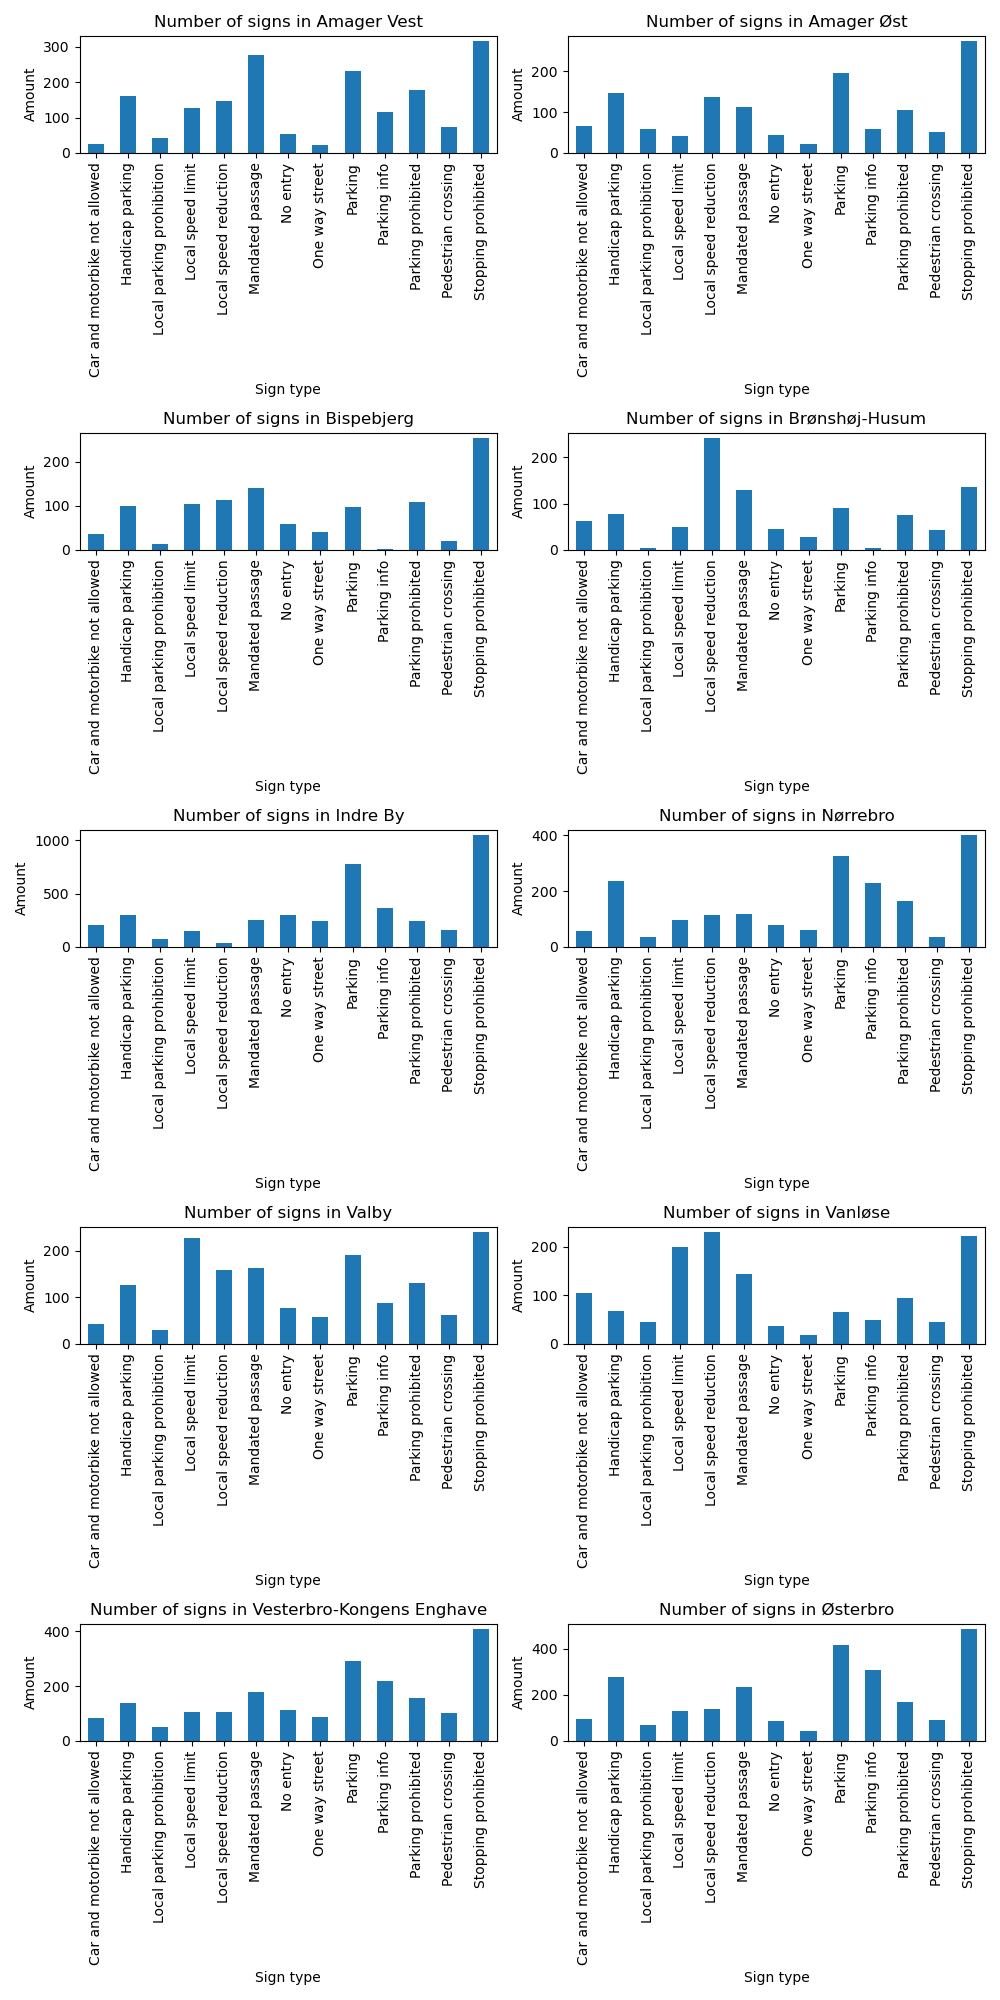 Number of signs in Amager Vest
Amount
300
200
100
0
Car and motorbike not allowed
Handicap parking
Local parking prohibition
Local speed limit
Local speed reduction
Mandated passage
No entry
One way street
Parking
Parking info
Parking prohibited
Pedestrian crossing
Stopping prohibited
Sign type
Number of signs in Amager Øst
Amount
200
100
0
Car and motorbike not allowed
Handicap parking
Local parking prohibition
Local speed limit
Local speed reduction
Mandated passage
No entry
One way street
Parking
Parking info
Parking prohibited
Pedestrian crossing
Stopping prohibited
Sign type
Number of signs in Bispebjerg
Amount
200
100
0
Car and motorbike not allowed
Handicap parking
Local parking prohibition
Local speed limit
Local speed reduction
Mandated passage
No entry
One way street
Parking
Parking info
Parking prohibited
Pedestrian crossing
Stopping prohibited
Sign type
Number of signs in Brønshøj-Husum
Amount
200
100
0
Car and motorbike not allowed
Handicap parking
Local parking prohibition
Local speed limit
Local speed reduction
Mandated passage
No entry
One way street
Parking
Parking info
Parking prohibited
Pedestrian crossing
Stopping prohibited
Sign type
Number of signs in Indre By
Amount
1000
500
0
Car and motorbike not allowed
Handicap parking
Local parking prohibition
Local speed limit
Local speed reduction
Mandated passage
No entry
One way street
Parking
Parking info
Parking prohibited
Pedestrian crossing
Stopping prohibited
Sign type
Number of signs in Nørrebro
Amount
400
200
0
Car and motorbike not allowed
Handicap parking
Local parking prohibition
Local speed limit
Local speed reduction
Mandated passage
No entry
One way street
Parking
Parking info
Parking prohibited
Pedestrian crossing
Stopping prohibited
Sign type
Number of signs in Valby
Amount
200
100
0
Car and motorbike not allowed
Handicap parking
Local parking prohibition
Local speed limit
Local speed reduction
Mandated passage
No entry
One way street
Parking
Parking info
Parking prohibited
Pedestrian crossing
Stopping prohibited
Sign type
Number of signs in Vanløse
Amount
200
100
0
Car and motorbike not allowed
Handicap parking
Local parking prohibition
Local speed limit
Local speed reduction
Mandated passage
No entry
One way street
Parking
Parking info
Parking prohibited
Pedestrian crossing
Stopping prohibited
Sign type
Number of signs in Vesterbro-Kongens Enghave
Amount
400
200
0
Car and motorbike not allowed
Handicap parking
Local parking prohibition
Local speed limit
Local speed reduction
Mandated passage
No entry
One way street
Parking
Parking info
Parking prohibited
Pedestrian crossing
Stopping prohibited
Sign type
Number of signs in Østerbro
Amount
400
200
0
Car and motorbike not allowed
Handicap parking
Local parking prohibition
Local speed limit
Local speed reduction
Mandated passage
No entry
One way street
Parking
Parking info
Parking prohibited
Pedestrian crossing
Stopping prohibited
Sign type